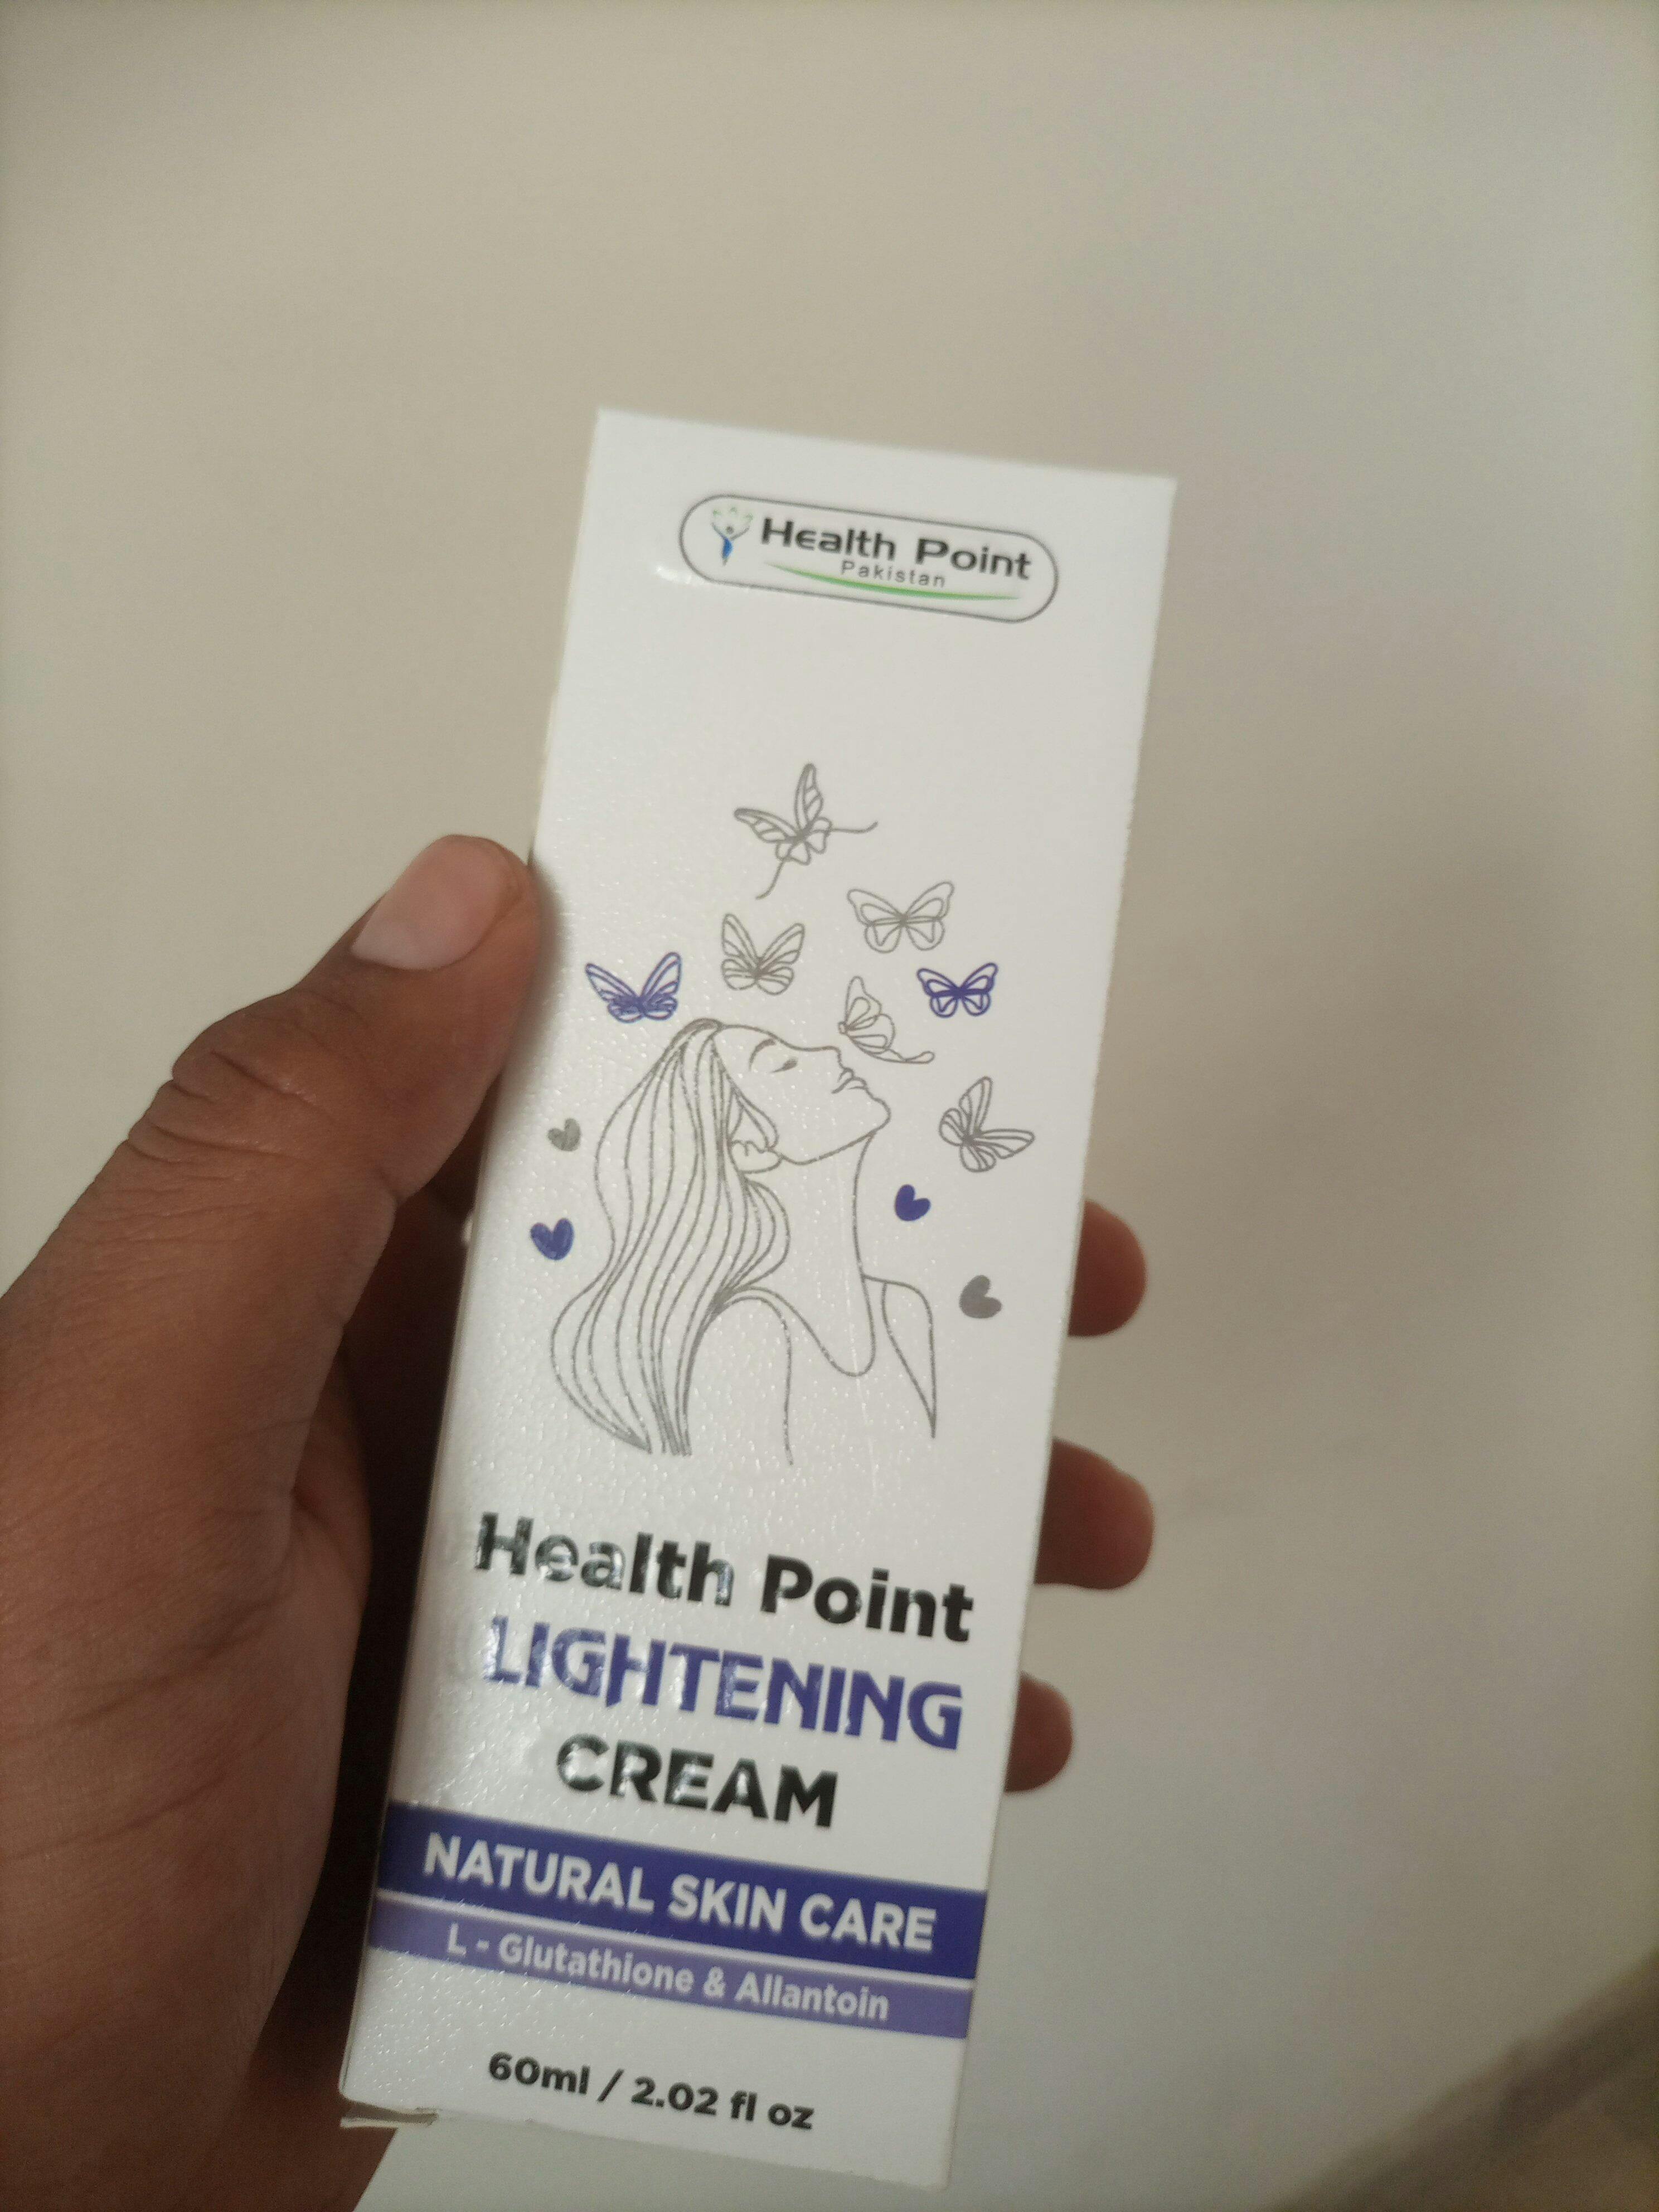 Health Point
Pakistan
Health Point
LIGHTENING
CREAM
NATURAL SKIN CARE
L - Glutathione & Allantoin
60ml / 2.02 fl oz